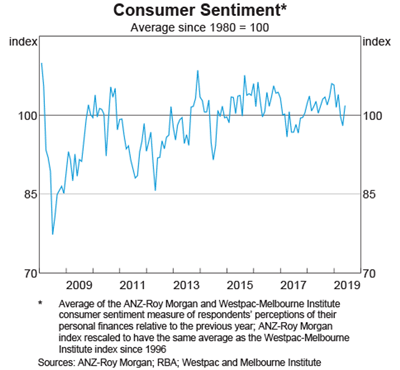 Consumer Sentiment*
Average since 1980 = 100
index index
100 100
85 85
70 70
2009 2011 2013 2015 2017 2019
* Average of the ANZ-Roy Morgan and Westpac-Melbourne Institute
consumer sentiment measure of respondents' perceptions of their
personal finances relative to the previous year; ANZ-Roy Morgan
index rescaled to have the same average as the Westpac-Melbourne
Institute index since 1996
Sources: ANZ-Roy Morgan; RBA; Westpac and Melbourne Institute